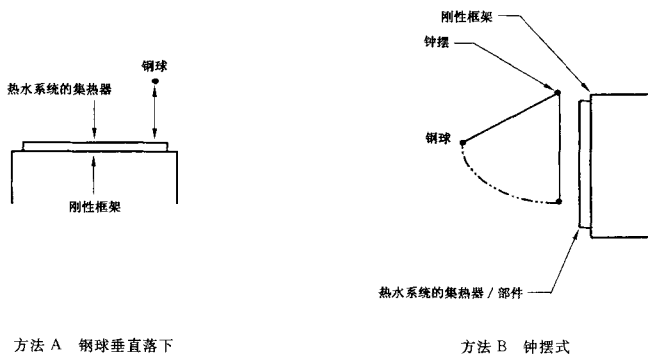 钢球
热水系统的集热器
刚性框架
方法 A 钢球垂直落下
刚性框架
钟摆
钢球
热水系统的集热器/部件
方法 B 钟摆式